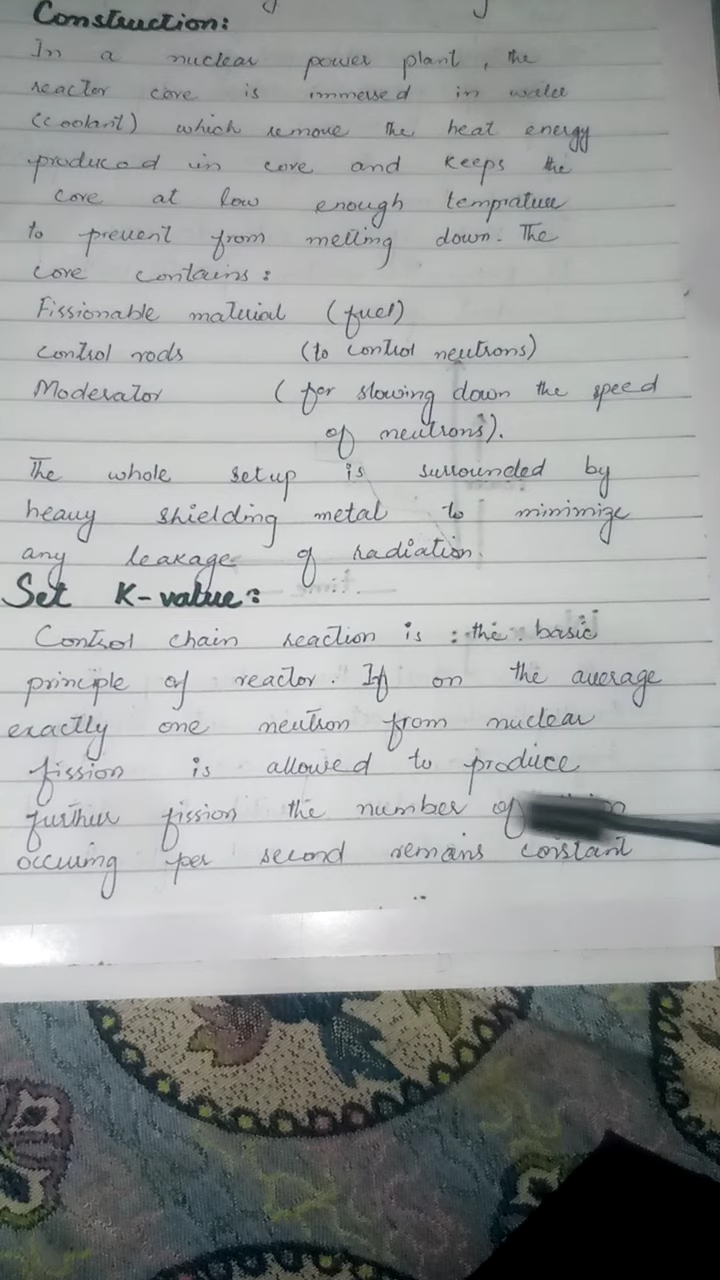 Construction:
In a nuclear power plant, the
reactor core is immersed in water
(coolant) which remove the heat energy
produced in core and keeps the
core at low enough temprature
to prevent from melting down. The
core contains:
Fissionable material (fuel)
control rods (to control neutrons)
Moderator (for slowing down the speed
of neutrons).
The whole setup is surrounded by
heavy shielding metal to minimize
any leakage of radiation.
Set K-value:
Control chain reaction is the basic
principle of reactor. If on the average
exactly one neutron from nuclear
fission is allowed to produce
further fission the number of
occuring per second remains constant